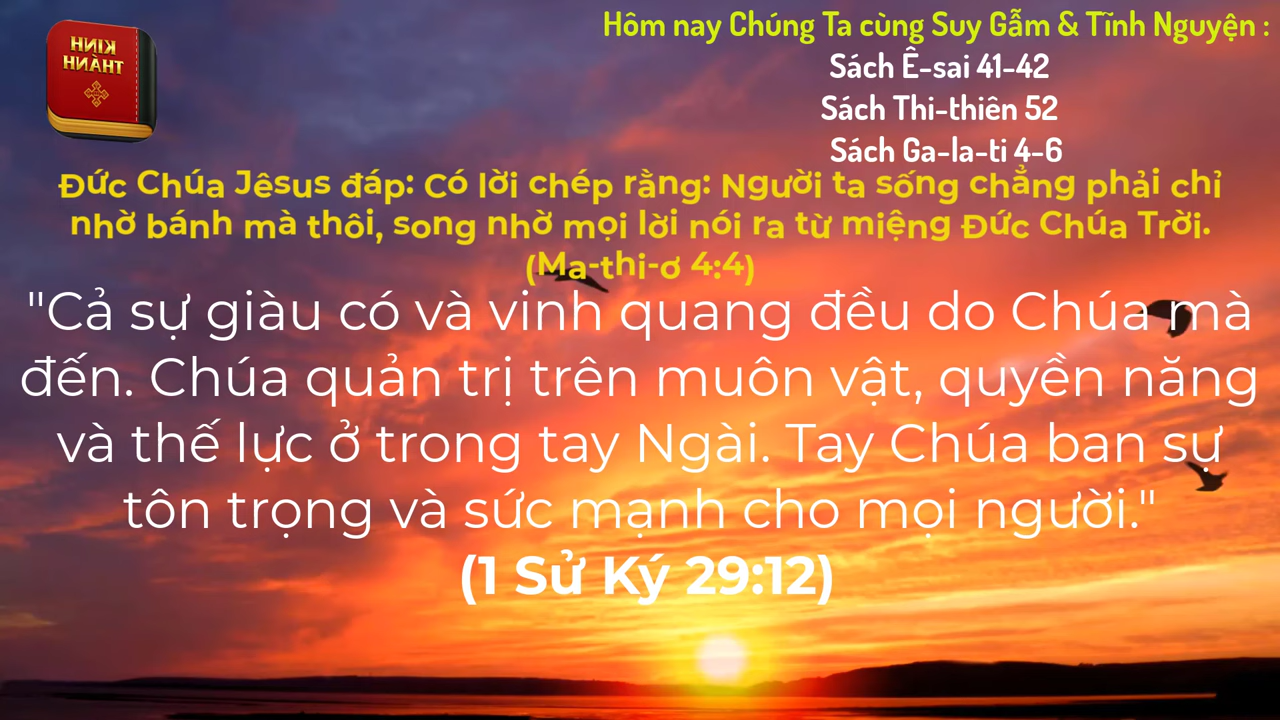 KINH
THÁNH
Hôm nay Chúng Ta cùng Suy Gẫm & Tĩnh Nguyện :
Sách Ê-sai 41-42
Sách Thi-thiên 52
Sách Ga-la-ti 4-6
Đức Chúa Jêsus đáp: Có lời chép rằng: Người ta sống chẳng phải chỉ
nhờ bánh mà thôi, song nhờ mọi lời nói ra từ miệng Đức Chúa Trời.
(Ma-thi-ơ 4:4)
"Cả sự giàu có và vinh quang đều do Chúa mà
đến. Chúa quản trị trên muôn vật, quyền năng
và thế lực ở trong tay Ngài. Tay Chúa ban sự
tôn trọng và sức mạnh cho mọi người."
(1 Sử Ký 29:12)